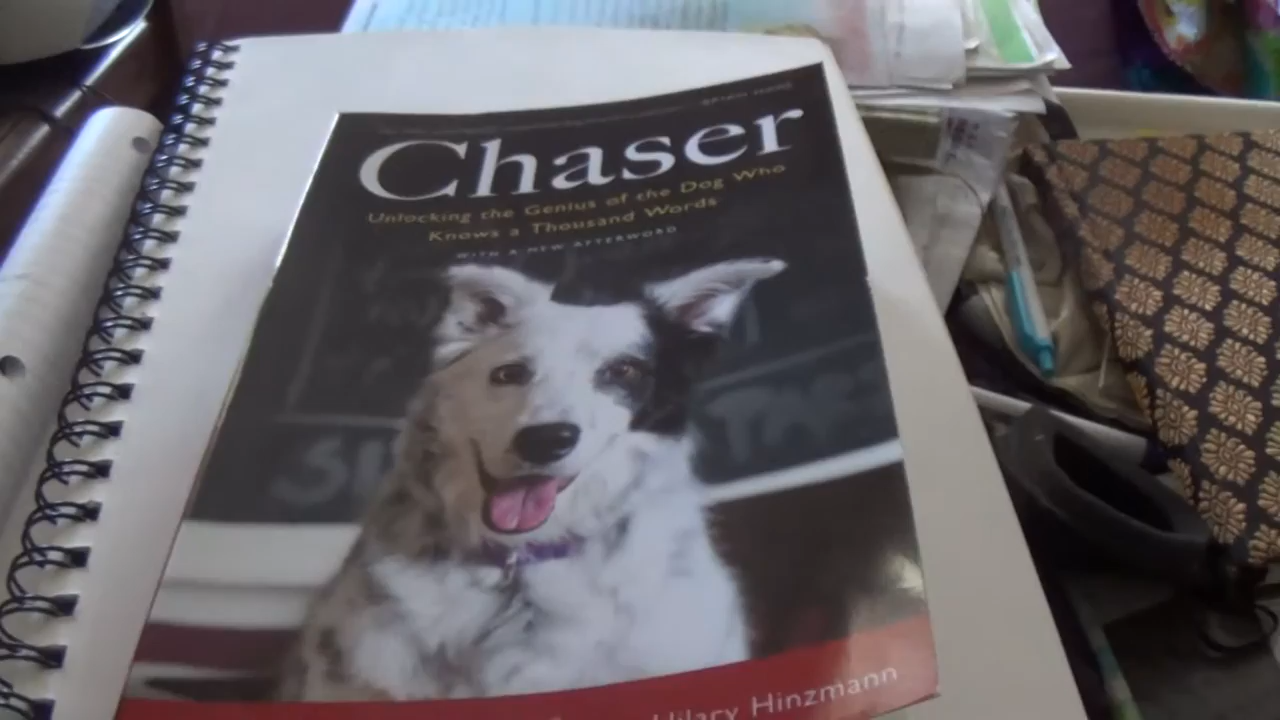 Chaser
Unlocking the Genius of the Dog Who
Knows a Thousand Words
WITH A NEW AFTERWORD
Hilary Hinzmann